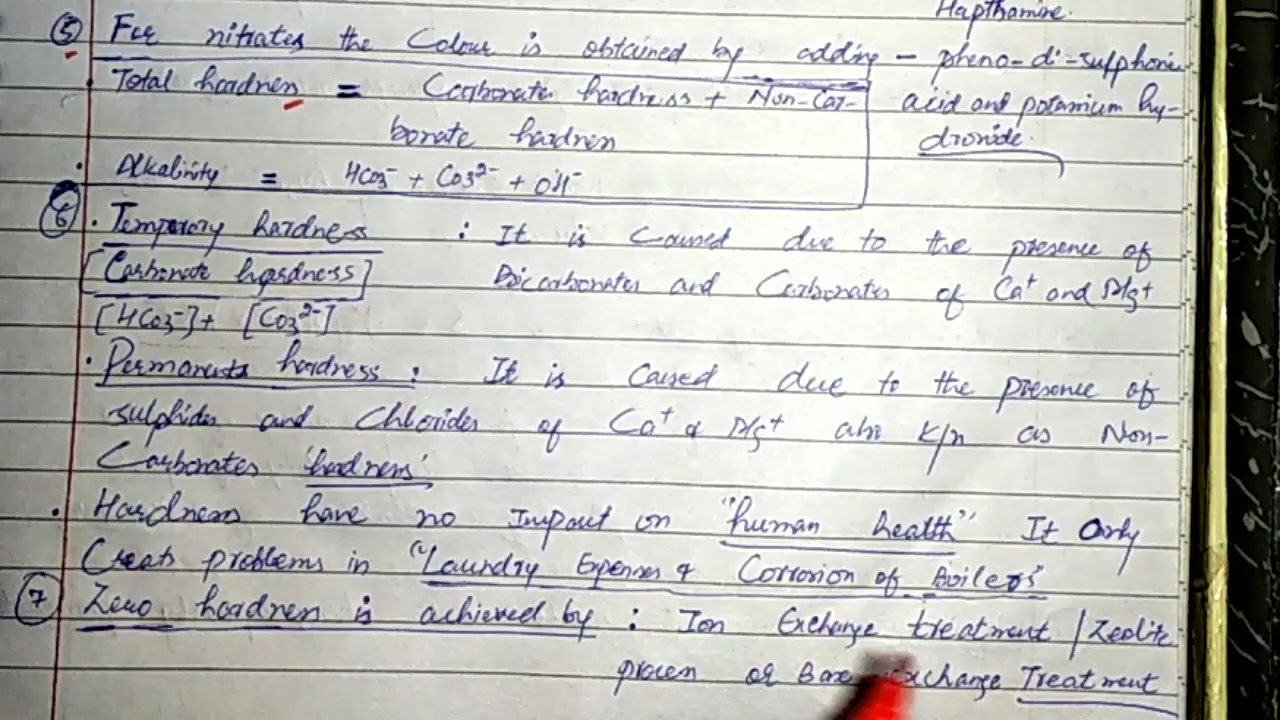 Hapthamine.
⑤ For nitrates the Colour is obtained by adding - pheno-di-sulphonic
acid and potassium hy-
droxide.
. Total hardness = Carbonate hardness + Non-Car-
bonate hardness
. Alkalinity = HCO3⁻ + CO3²⁻ + OH⁻
⑥ . Temporary hardness : It is Caused due to the presence of
[Carbonate hardness] Bicarbonates and Carbonates of Ca⁺ and Mg⁺
[HCO3⁻] + [CO3²⁻]
. Permanents hardness : It is Caused due to the presence of
sulphides and Chlorides of Ca⁺ & Mg⁺ also K/n as Non-
Carbonates 'hardness'
. Hardness have no Impact on "human health" It Only
Creats problems in "Laundry Expenses & Corrosion of Boilers"
⑦ Zero hardness is achieved by : Ion Exchange treatment / Zeolite
process or Base Exchange Treatment